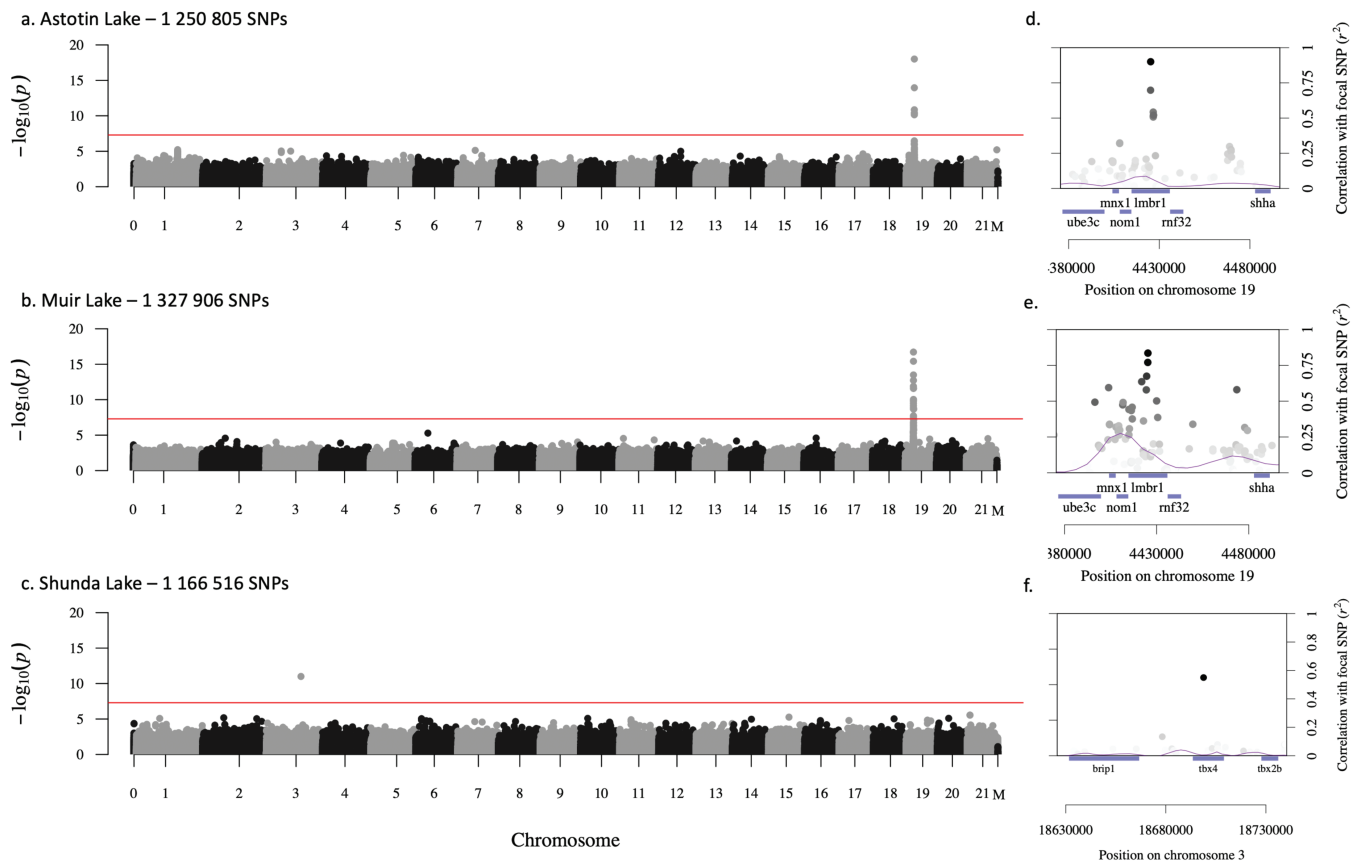 a. Astotin Lake – 1 250 805 SNPs
−log10(p)
20
15
10
5
0
0 1 2 3 4 5 6 7 8 9 10 11 12 13 14 15 16 17 18 19 20 21 M
d.
1
0.75
0.5
0.25
0
Correlation with focal SNP (r2)
mnx1 lmbr1 shha
ube3c nom1 rnf32
380000 4430000 4480000
Position on chromosome 19
b. Muir Lake – 1 327 906 SNPs
−log10(p)
20
15
10
5
0
0 1 2 3 4 5 6 7 8 9 10 11 12 13 14 15 16 17 18 19 20 21 M
e.
1
0.75
0.5
0.25
0
Correlation with focal SNP (r2)
mnx1 lmbr1 shha
ube3c nom1 rnf32
380000 4430000 4480000
Position on chromosome 19
c. Shunda Lake – 1 166 516 SNPs
−log10(p)
20
15
10
5
0
0 1 2 3 4 5 6 7 8 9 10 11 12 13 14 15 16 17 18 19 20 21 M
Chromosome
f.
1
0.8
0.6
0.4
0.2
0
Correlation with focal SNP (r2)
brip1 tbx4 tbx2b
18630000 18680000 18730000
Position on chromosome 3